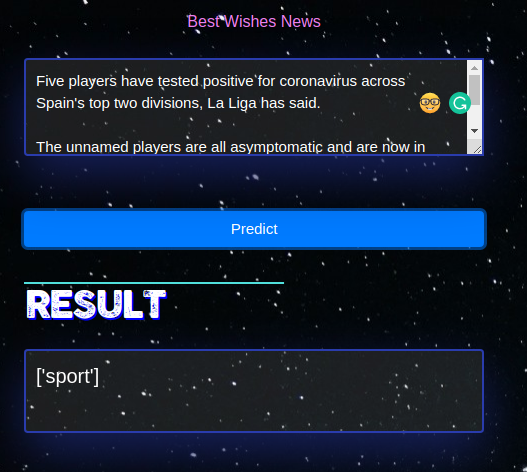 Best Wishes News
Five players have tested positive for coronavirus across
Spain's top two divisions, La Liga has said.
The unnamed players are all asymptomatic and are now in
Predict
RESULT
['sport']